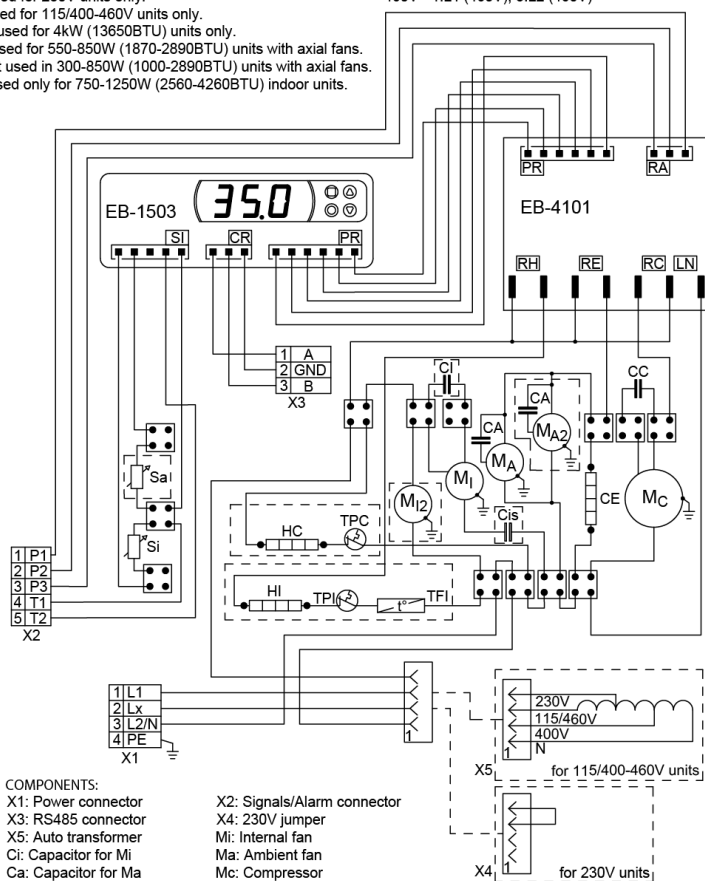 used for 115/400-460V units only.
used for 4kW (13650BTU) units only.
used for 550-850W (1870-2890BTU) units with axial fans.
used in 300-850W (1000-2890BTU) units with axial fans.
used only for 750-1250W (2560-4260BTU) indoor units.
EB-1503
35.0
SI
CR
PR
PR
RA
EB-4101
RH
RE
RC
LN
1 A
2 GND
3 B
X3
Ci
CA
CA
CC
MA2
MA
MI
MI2
Cis
CE
MC
Sa
Si
HC
TPC
HI
TPI
t°
TFI
1 P1
2 P2
3 P3
4 T1
5 T2
X2
1 L1
2 Lx
3 L2/N
4 PE
X1
1
230V
115/460V
400V
N
1
X5
for 115/400-460V units
1
X4
for 230V units
COMPONENTS:
X1: Power connector
X3: RS485 connector
X5: Auto transformer
Ci: Capacitor for Mi
Ca: Capacitor for Ma
X2: Signals/Alarm connector
X4: 230V jumper
Mi: Internal fan
Ma: Ambient fan
Mc: Compressor